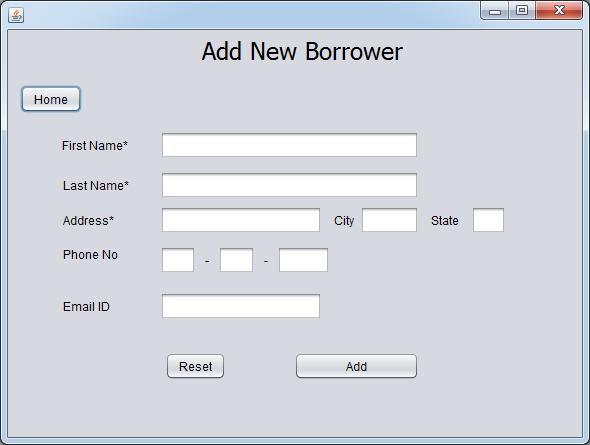 Add New Borrower
Home
First Name*
Last Name*
Address* City State
Phone No - -
Email ID
Reset Add